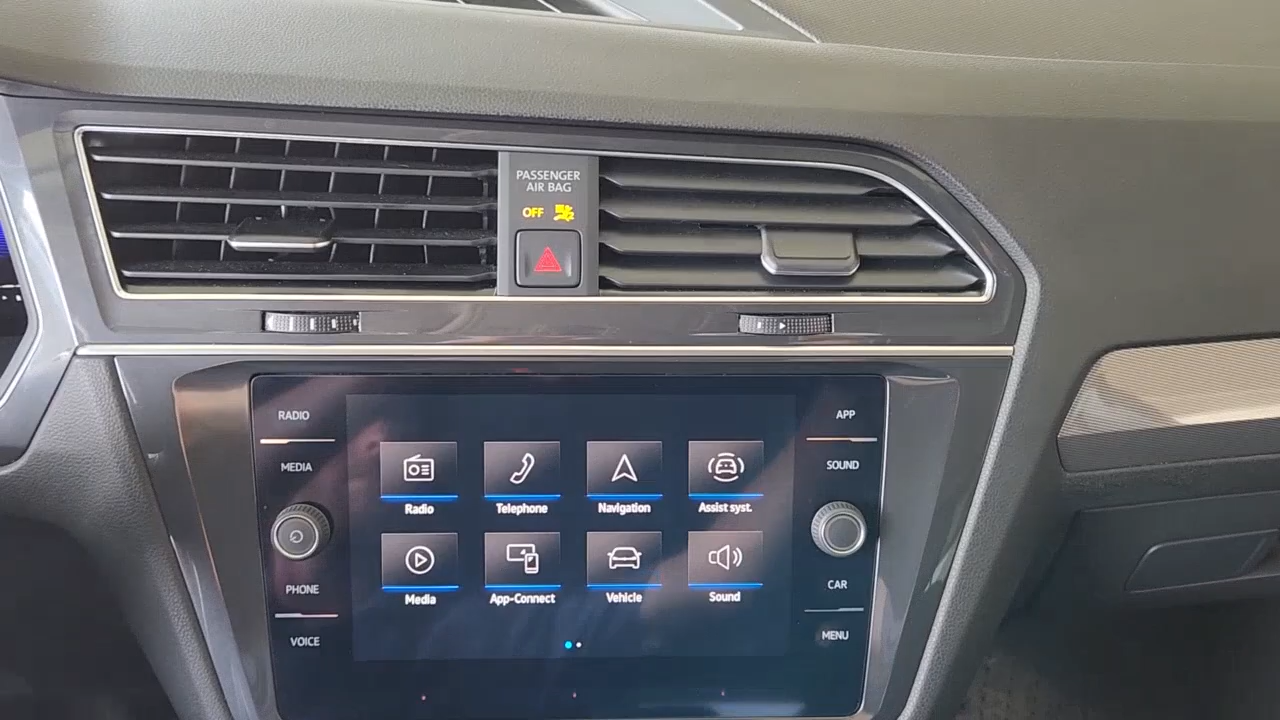 PASSENGER
AIR BAG
OFF
RADIO
MEDIA
PHONE
VOICE
Radio
Telephone
Navigation
Assist syst.
Media
App-Connect
Vehicle
Sound
APP
SOUND
CAR
MENU